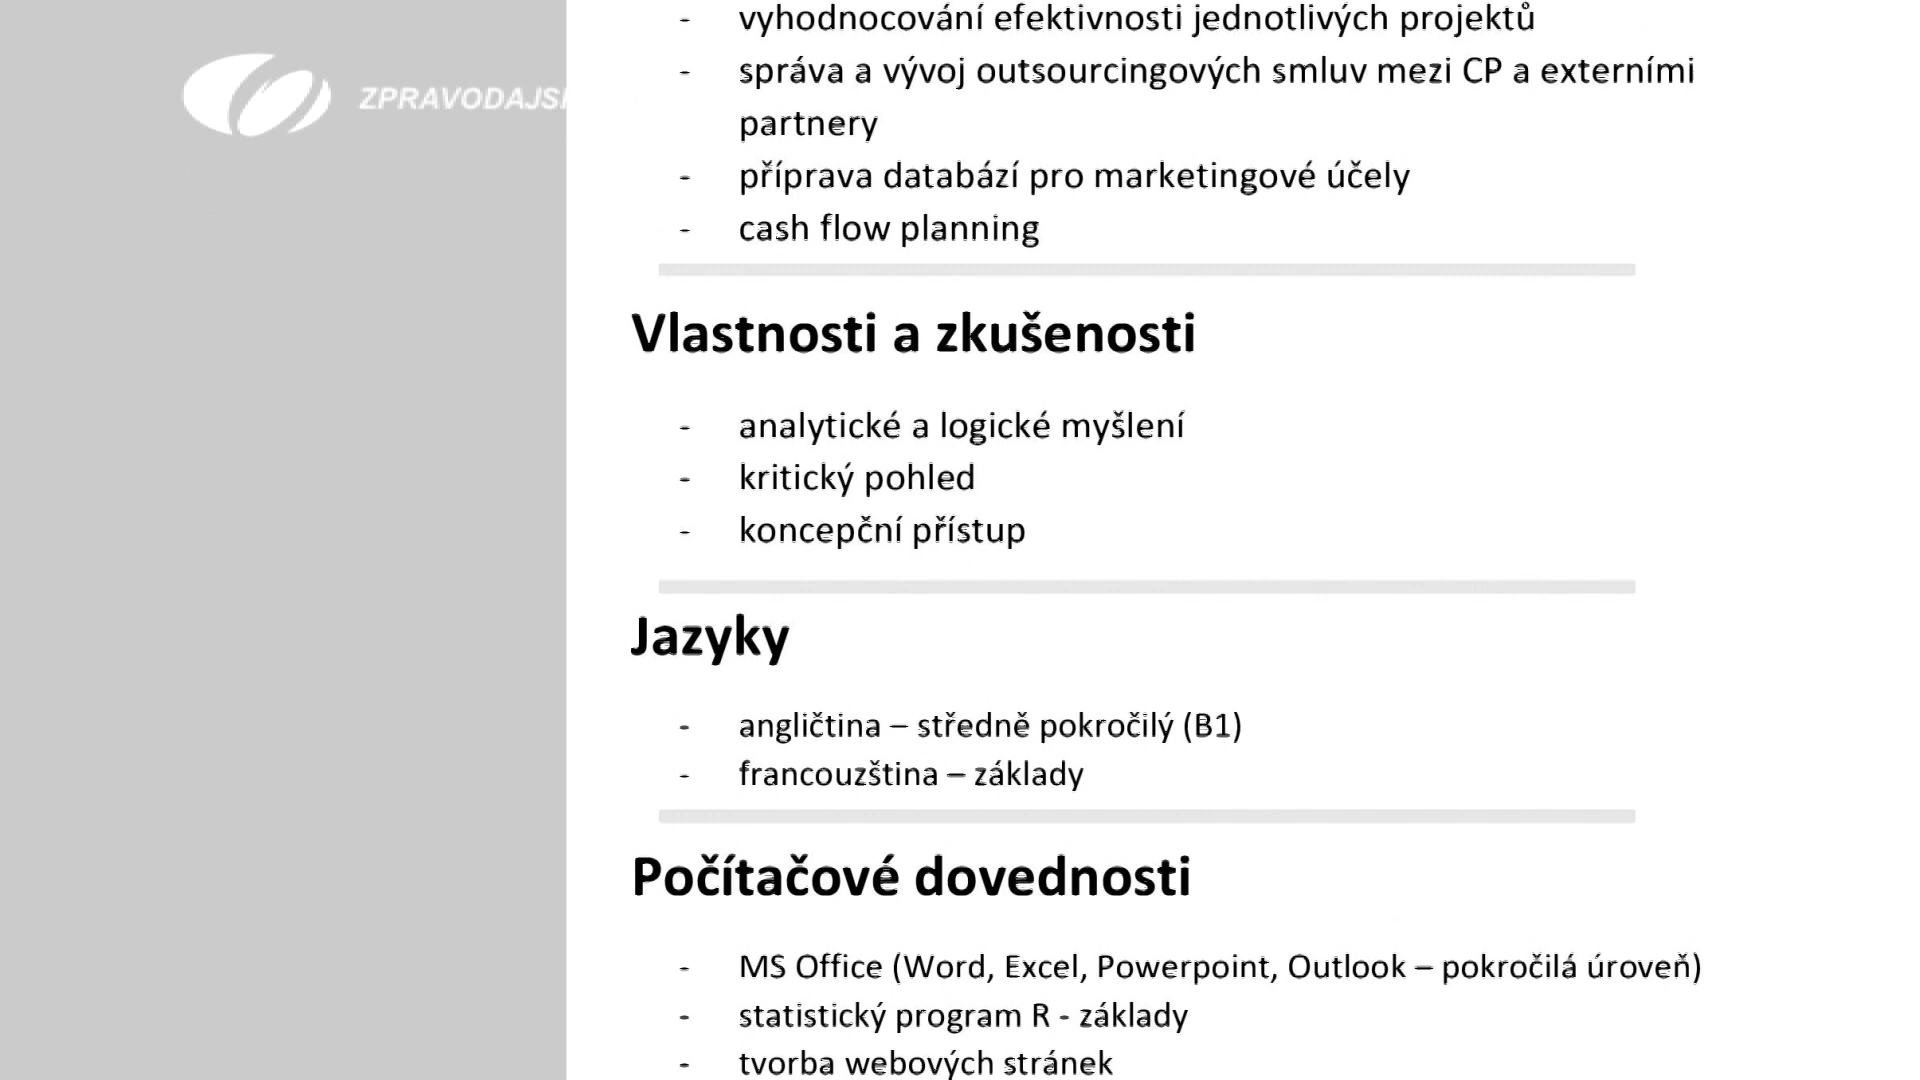 - vyhodnocování efektivnosti jednotlivých projektů
- správa a vývoj outsourcingových smluv mezi CP a externími
partnery
- příprava databází pro marketingové účely
- cash flow planning
ZPRAVODAJS
Vlastnosti a zkušenosti
- analytické a logické myšlení
- kritický pohled
- koncepční přístup
Jazyky
- angličtina – středně pokročilý (B1)
- francouzština – základy
Počítačové dovednosti
- MS Office (Word, Excel, Powerpoint, Outlook – pokročilá úroveň)
- statistický program R - základy
- tvorba webových stránek